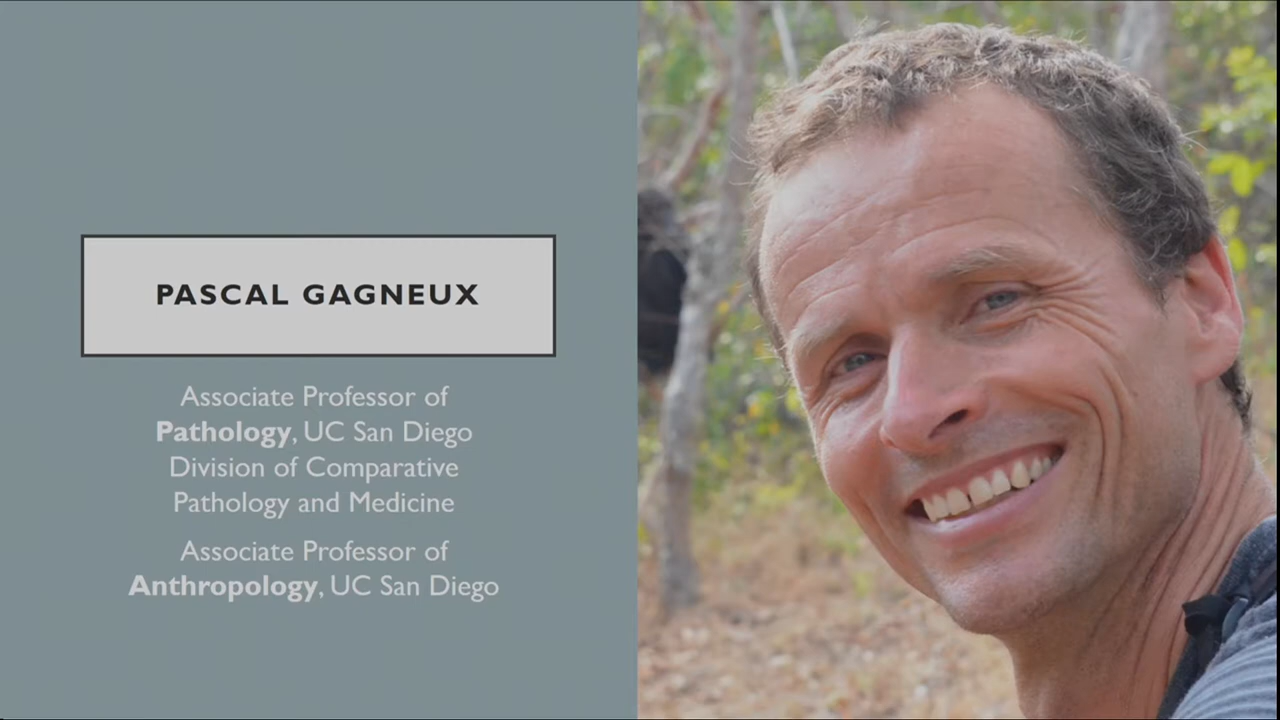 PASCAL GAGNEUX
Associate Professor of
Pathology, UC San Diego
Division of Comparative
Pathology and Medicine
Associate Professor of
Anthropology, UC San Diego